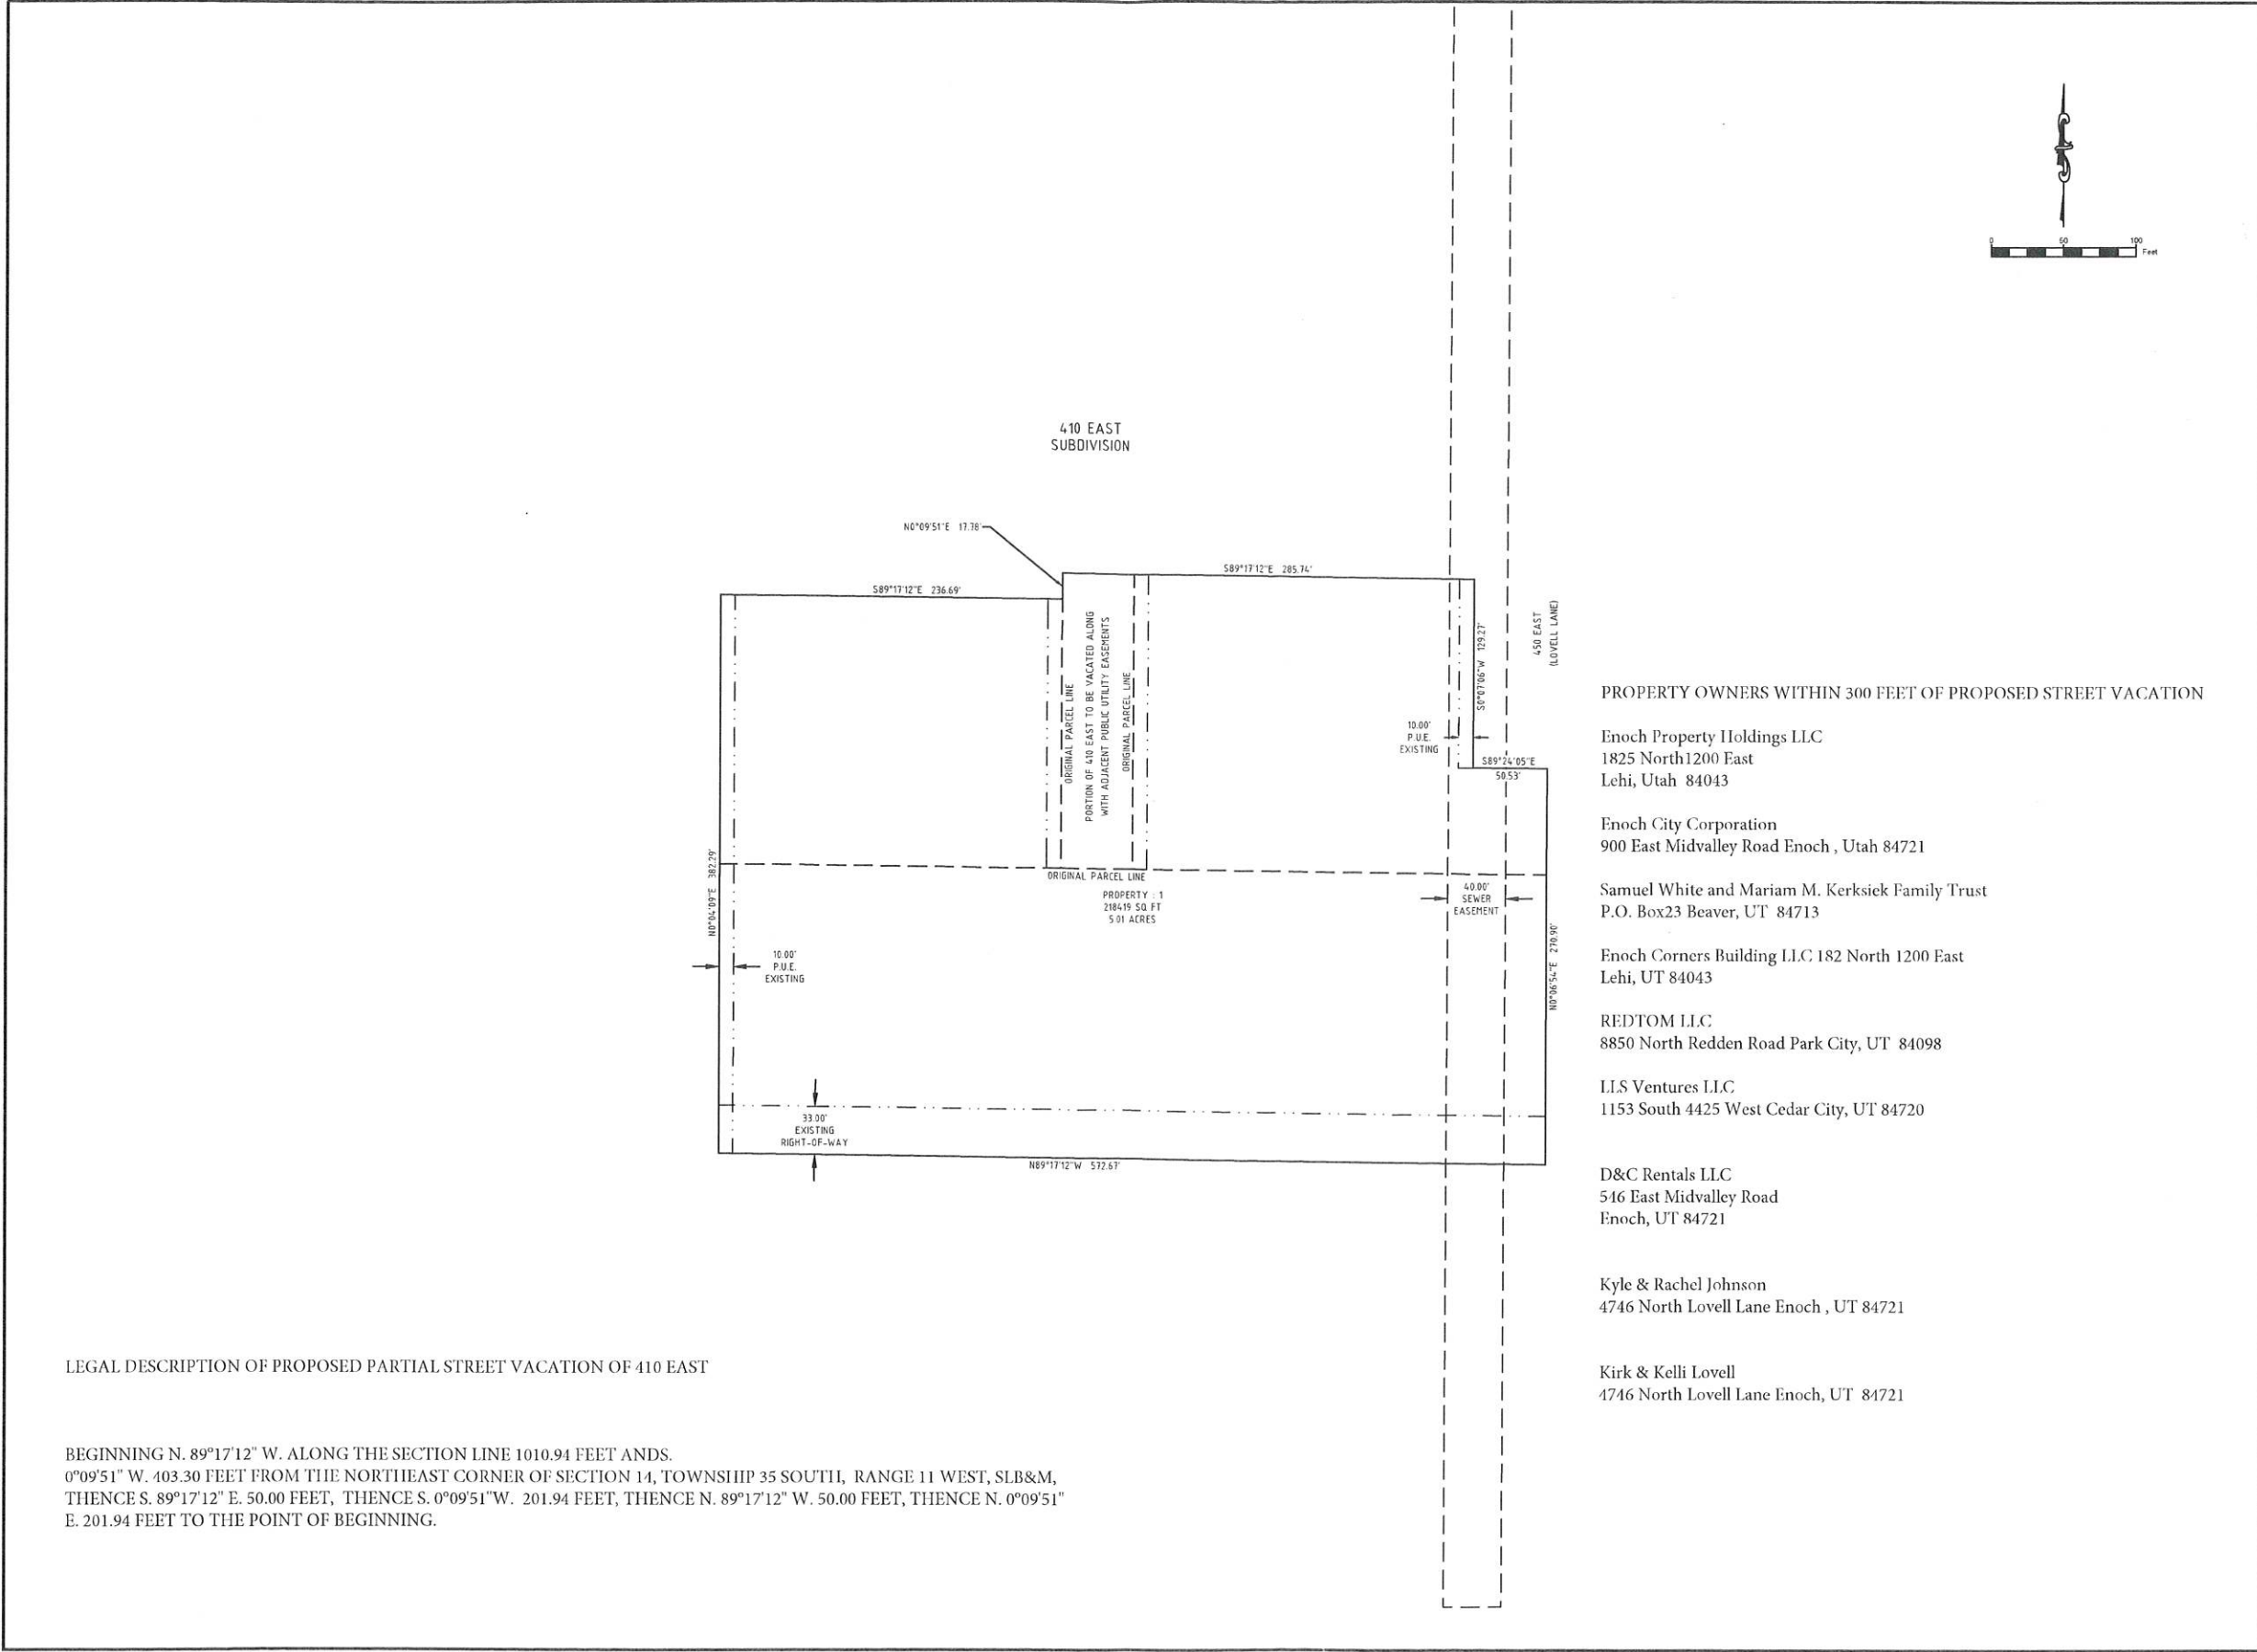 0 50 100
Feet
410 EAST
SUBDIVISION
N0°09'51"E 17.78'
S89°17'12"E 236.69'
S89°17'12"E 285.74'
ORIGINAL PARCEL LINE
PORTION OF 410 EAST TO BE VACATED ALONG
WITH ADJACENT PUBLIC UTILITY EASEMENTS
ORIGINAL PARCEL LINE
S0°07'06"W 129.27'
450 EAST
(LOVELL LANE)
10.00'
P.U.E.
EXISTING
S89°24'05"E
50.53'
N0°04'09"E 382.29'
ORIGINAL PARCEL LINE
PROPERTY : 1
218419 SQ FT
5.01 ACRES
40.00'
SEWER
EASEMENT
N0°06'54"E 270.90'
10.00'
P.U.E.
EXISTING
33.00'
EXISTING
RIGHT-OF-WAY
N89°17'12"W 572.67'
PROPERTY OWNERS WITHIN 300 FEET OF PROPOSED STREET VACATION
Enoch Property Holdings LLC
1825 North1200 East
Lehi, Utah 84043
Enoch City Corporation
900 East Midvalley Road Enoch , Utah 84721
Samuel White and Mariam M. Kerksiek Family Trust
P.O. Box23 Beaver, UT 84713
Enoch Corners Building LLC 182 North 1200 East
Lehi, UT 84043
REDTOM LLC
8850 North Redden Road Park City, UT 84098
LLS Ventures LLC
1153 South 4425 West Cedar City, UT 84720
D&C Rentals LLC
546 East Midvalley Road
Enoch, UT 84721
Kyle & Rachel Johnson
4746 North Lovell Lane Enoch , UT 84721
Kirk & Kelli Lovell
4746 North Lovell Lane Enoch, UT 84721
LEGAL DESCRIPTION OF PROPOSED PARTIAL STREET VACATION OF 410 EAST
BEGINNING N. 89°17'12" W. ALONG THE SECTION LINE 1010.94 FEET ANDS.
0°09'51" W. 403.30 FEET FROM THE NORTHEAST CORNER OF SECTION 14, TOWNSHIP 35 SOUTH, RANGE 11 WEST, SLB&M,
THENCE S. 89°17'12" E. 50.00 FEET, THENCE S. 0°09'51"W. 201.94 FEET, THENCE N. 89°17'12" W. 50.00 FEET, THENCE N. 0°09'51"
E. 201.94 FEET TO THE POINT OF BEGINNING.